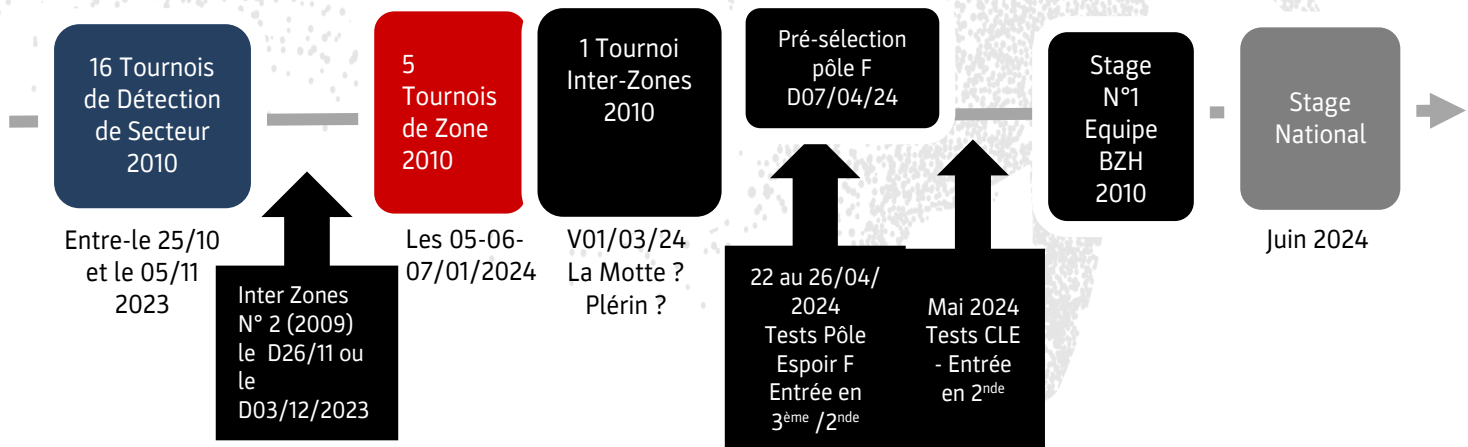 16 Tournois
de Détection
de Secteur
2010
Entre-le 25/10
et le 05/11
2023
Inter Zones
N° 2 (2009)
le D26/11 ou
le
D03/12/2023
5
Tournois
de Zone
2010
Les 05-06-
07/01/2024
1 Tournoi
Inter-Zones
2010
V01/03/24
La Motte ?
Plérin ?
Pré-sélection
pôle F
D07/04/24
22 au 26/04/
2024
Tests Pôle
Espoir F
Entrée en
3ème /2nde
Mai 2024
Tests CLE
- Entrée
en 2nde
Stage
N°1
Equipe
BZH
2010
Stage
National
Juin 2024